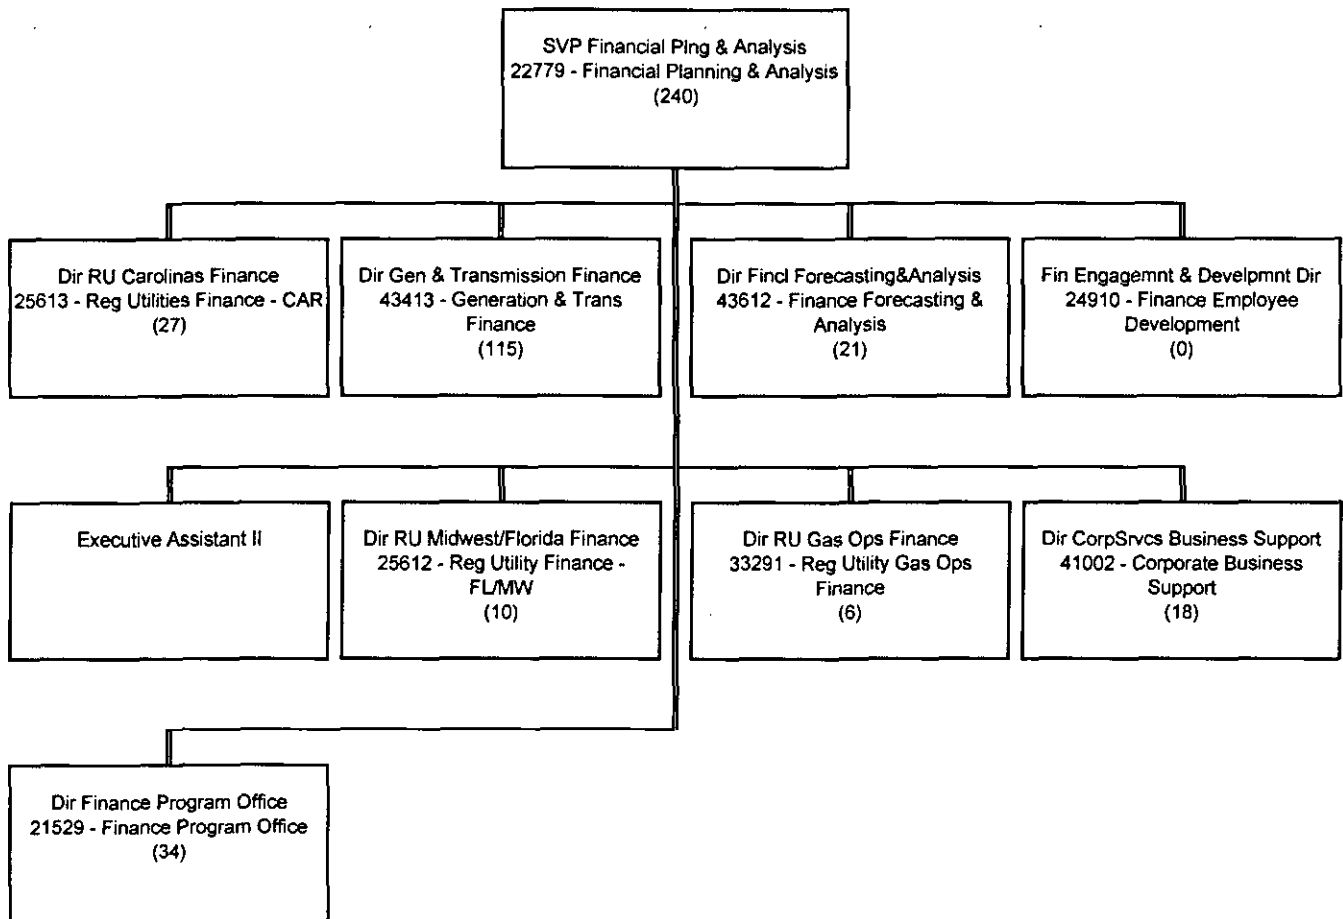 SVP Financial Plng & Analysis
22779 - Financial Planning & Analysis
(240)
Dir RU Carolinas Finance
25613 - Reg Utilities Finance - CAR
(27)
Dir Gen & Transmission Finance
43413 - Generation & Trans
Finance
(115)
Dir Fincl Forecasting&Analysis
43612 - Finance Forecasting &
Analysis
(21)
Fin Engagemnt & Develpmnt Dir
24910 - Finance Employee
Development
(0)
Executive Assistant II
Dir RU Midwest/Florida Finance
25612 - Reg Utility Finance -
FL/MW
(10)
Dir RU Gas Ops Finance
33291 - Reg Utility Gas Ops
Finance
(6)
Dir CorpSrvcs Business Support
41002 - Corporate Business
Support
(18)
Dir Finance Program Office
21529 - Finance Program Office
(34)